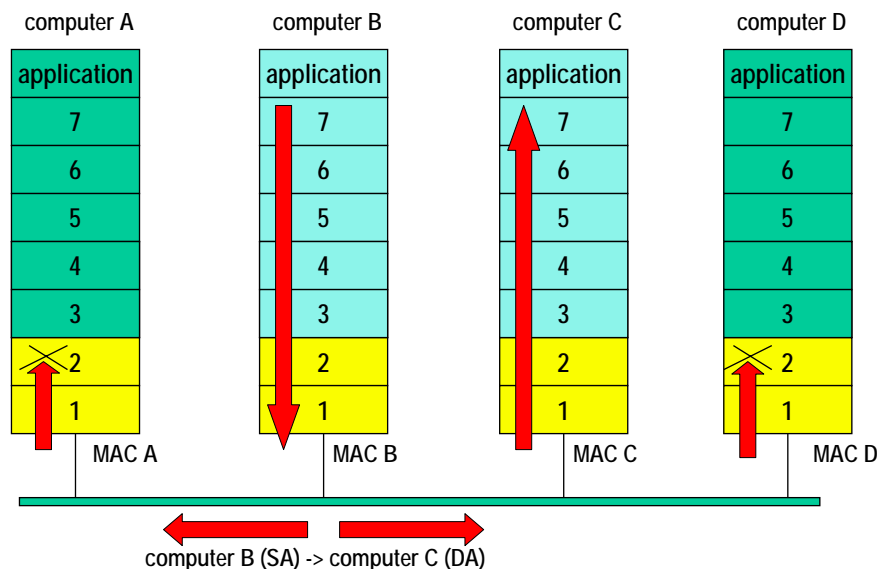 computer A computer B computer C computer D
application application application application
7 7 7 7
6 6 6 6
5 5 5 5
4 4 4 4
3 3 3 3
2 2 2 2
1 1 1 1
MAC A MAC B MAC C MAC D
computer B (SA) -> computer C (DA)